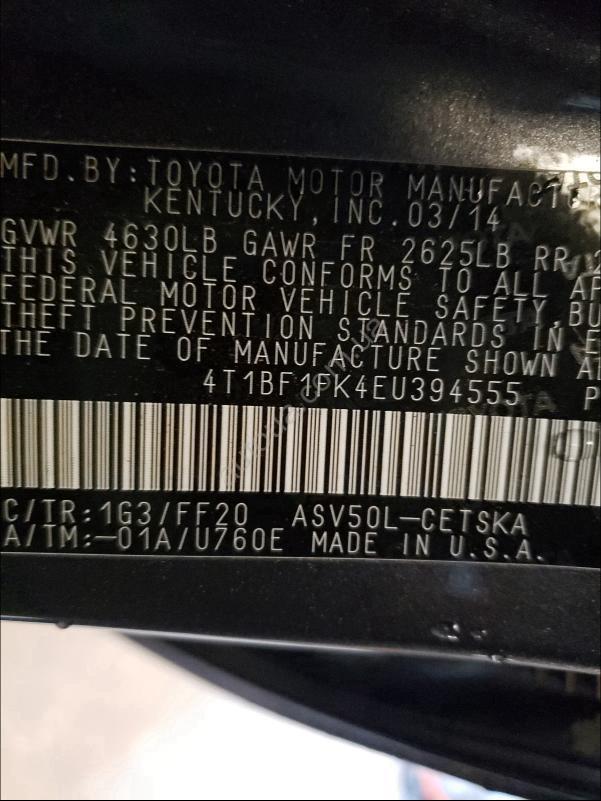 MFD.BY:TOYOTA MOTOR MANUFACTU
KENTUCKY, INC. 03/14
GVWR 4630LB GAWR FR 2625LB RR 2
THIS VEHICLE CONFORMS TO ALL AP
FEDERAL MOTOR VEHICLE SAFETY, BU
THEFT PREVENTION STANDARDS IN E
THE DATE OF MANUFACTURE SHOWN A
4T1BF1FK4EU394555 P
C/TR:1G3/FF20 ASV50L-CETSKA
A/TM:-01A/U760E MADE IN U.S.A.